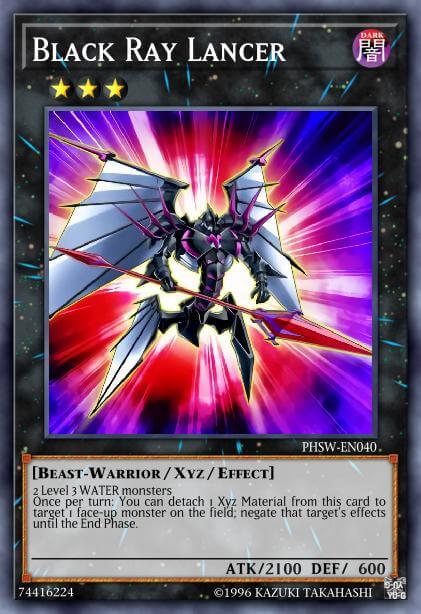 Black Ray Lancer
DARK
闇
PHSW-EN040
[Beast-Warrior / Xyz / Effect]
2 Level 3 WATER monsters
Once per turn: You can detach 1 Xyz Material from this card to
target 1 face-up monster on the field; negate that target's effects
until the End Phase.
ATK/2100 DEF/ 600
74416224
©1996 KAZUKI TAKAHASHI